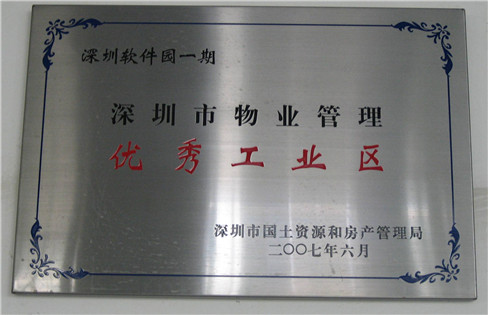 深圳软件园一期
深圳市物业管理
优秀工业区
深圳市国土资源和房产管理局
二〇〇七年六月